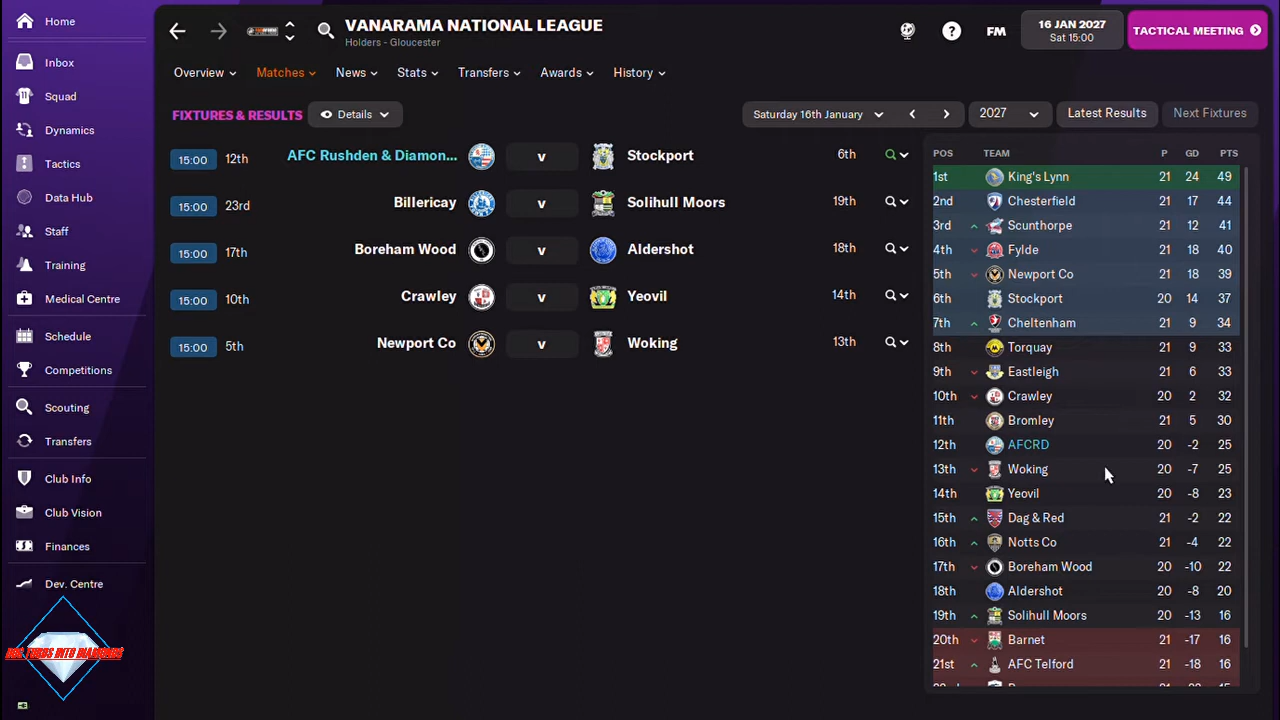 Home
Inbox
Squad
Dynamics
Tactics
Data Hub
Staff
Training
Medical Centre
Schedule
Competitions
Scouting
Transfers
Club Info
Club Vision
Finances
Dev. Centre
VANARAMA NATIONAL LEAGUE
Holders - Gloucester
FM
16 JAN 2027
Sat 15:00
TACTICAL MEETING
Overview Matches News Stats Transfers Awards History
FIXTURES & RESULTS Details Saturday 16th January 2027 Latest Results Next Fixtures
15:00 12th AFC Rushden & Diamon... v Stockport 6th
15:00 23rd Billericay v Solihull Moors 19th
15:00 17th Boreham Wood v Aldershot 18th
15:00 10th Crawley v Yeovil 14th
15:00 5th Newport Co v Woking 13th
POS TEAM P GD PTS
1st King's Lynn 21 24 49
2nd Chesterfield 21 17 44
3rd Scunthorpe 21 12 41
4th Fylde 21 18 40
5th Newport Co 21 18 39
6th Stockport 20 14 37
7th Cheltenham 21 9 34
8th Torquay 21 9 33
9th Eastleigh 21 6 33
10th Crawley 20 2 32
11th Bromley 21 5 30
12th AFCRD 20 -2 25
13th Woking 20 -7 25
14th Yeovil 20 -8 23
15th Dag & Red 21 -2 22
16th Notts Co 21 -4 22
17th Boreham Wood 20 -10 22
18th Aldershot 20 -8 20
19th Solihull Moors 20 -13 16
20th Barnet 21 -17 16
21st AFC Telford 21 -18 16